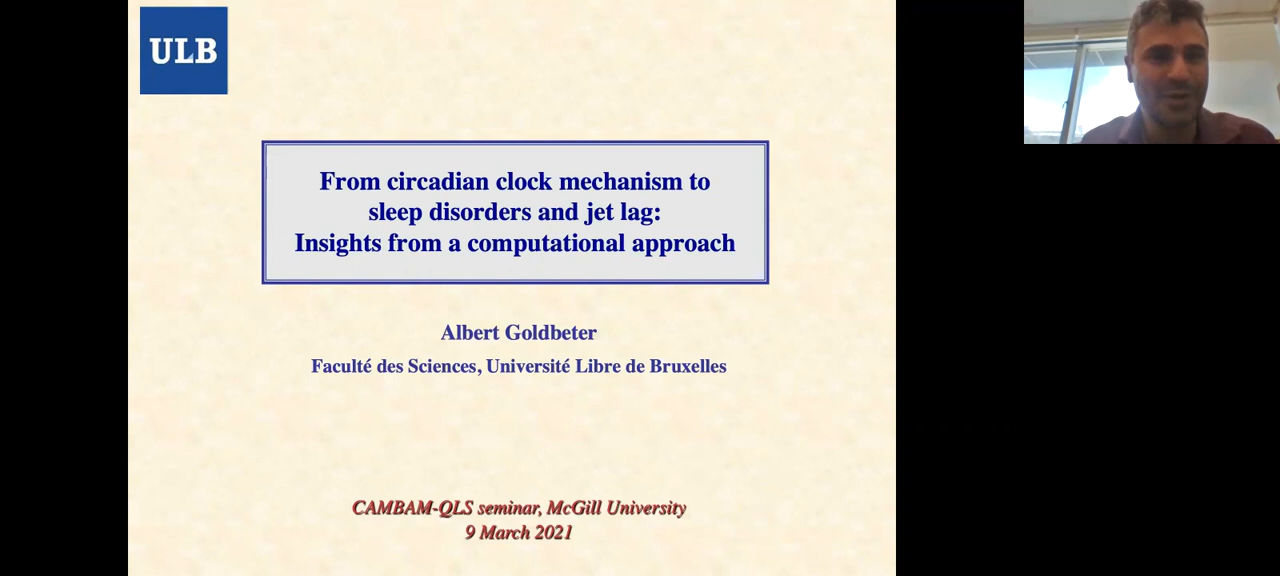 ULB
From circadian clock mechanism to
sleep disorders and jet lag:
Insights from a computational approach
Albert Goldbeter
Faculté des Sciences, Université Libre de Bruxelles
CAMBAM-QLS seminar, McGill University
9 March 2021